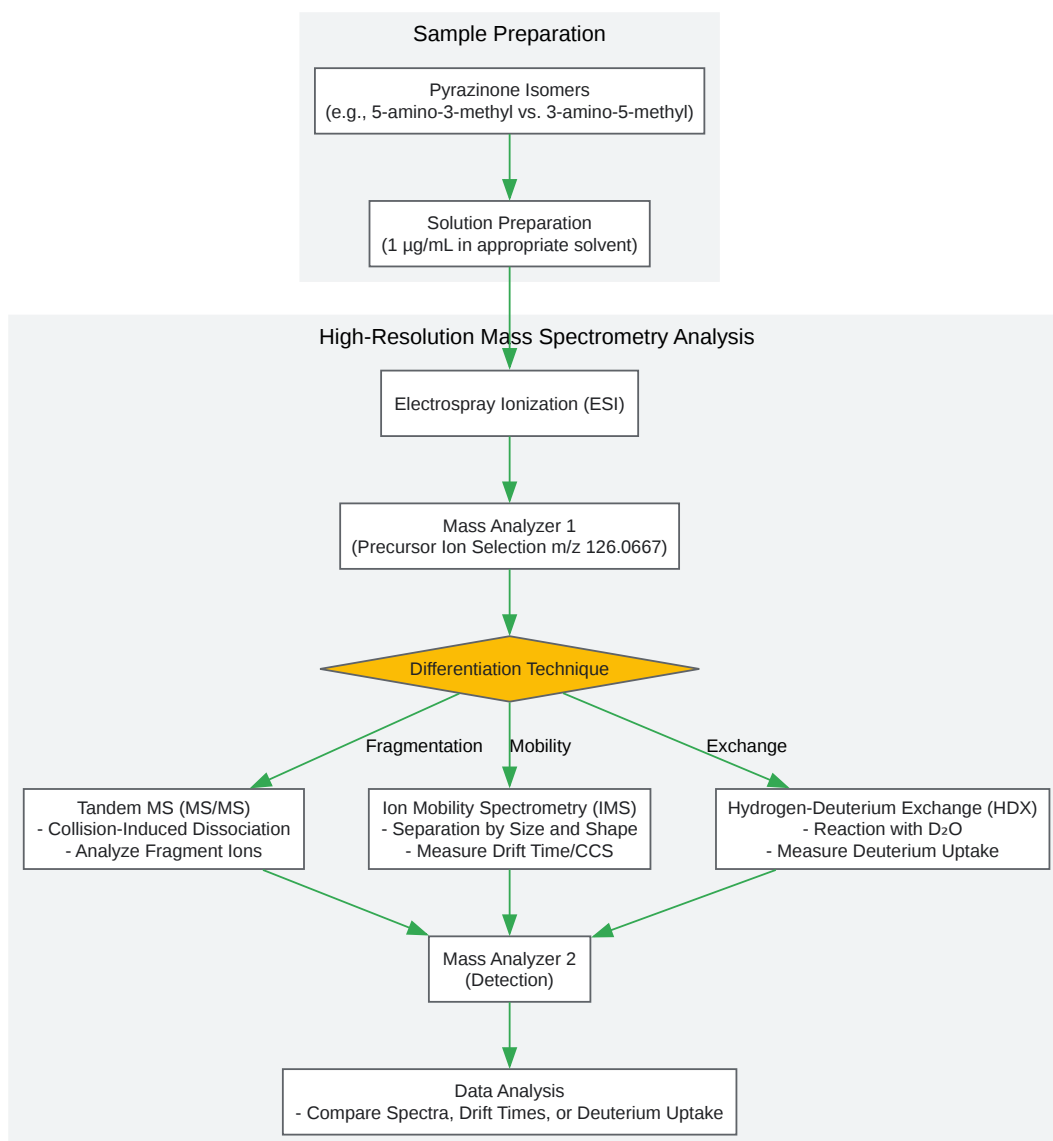 Sample Preparation
Pyrazinone Isomers
(e.g., 5-amino-3-methyl vs. 3-amino-5-methyl)
Solution Preparation
(1 µg/mL in appropriate solvent)
High-Resolution Mass Spectrometry Analysis
Electrospray Ionization (ESI)
Mass Analyzer 1
(Precursor Ion Selection m/z 126.0667)
Differentiation Technique
Fragmentation
Mobility
Exchange
Tandem MS (MS/MS)
- Collision-Induced Dissociation
- Analyze Fragment Ions
Ion Mobility Spectrometry (IMS)
- Separation by Size and Shape
- Measure Drift Time/CCS
Hydrogen-Deuterium Exchange (HDX)
- Reaction with D₂O
- Measure Deuterium Uptake
Mass Analyzer 2
(Detection)
Data Analysis
- Compare Spectra, Drift Times, or Deuterium Uptake